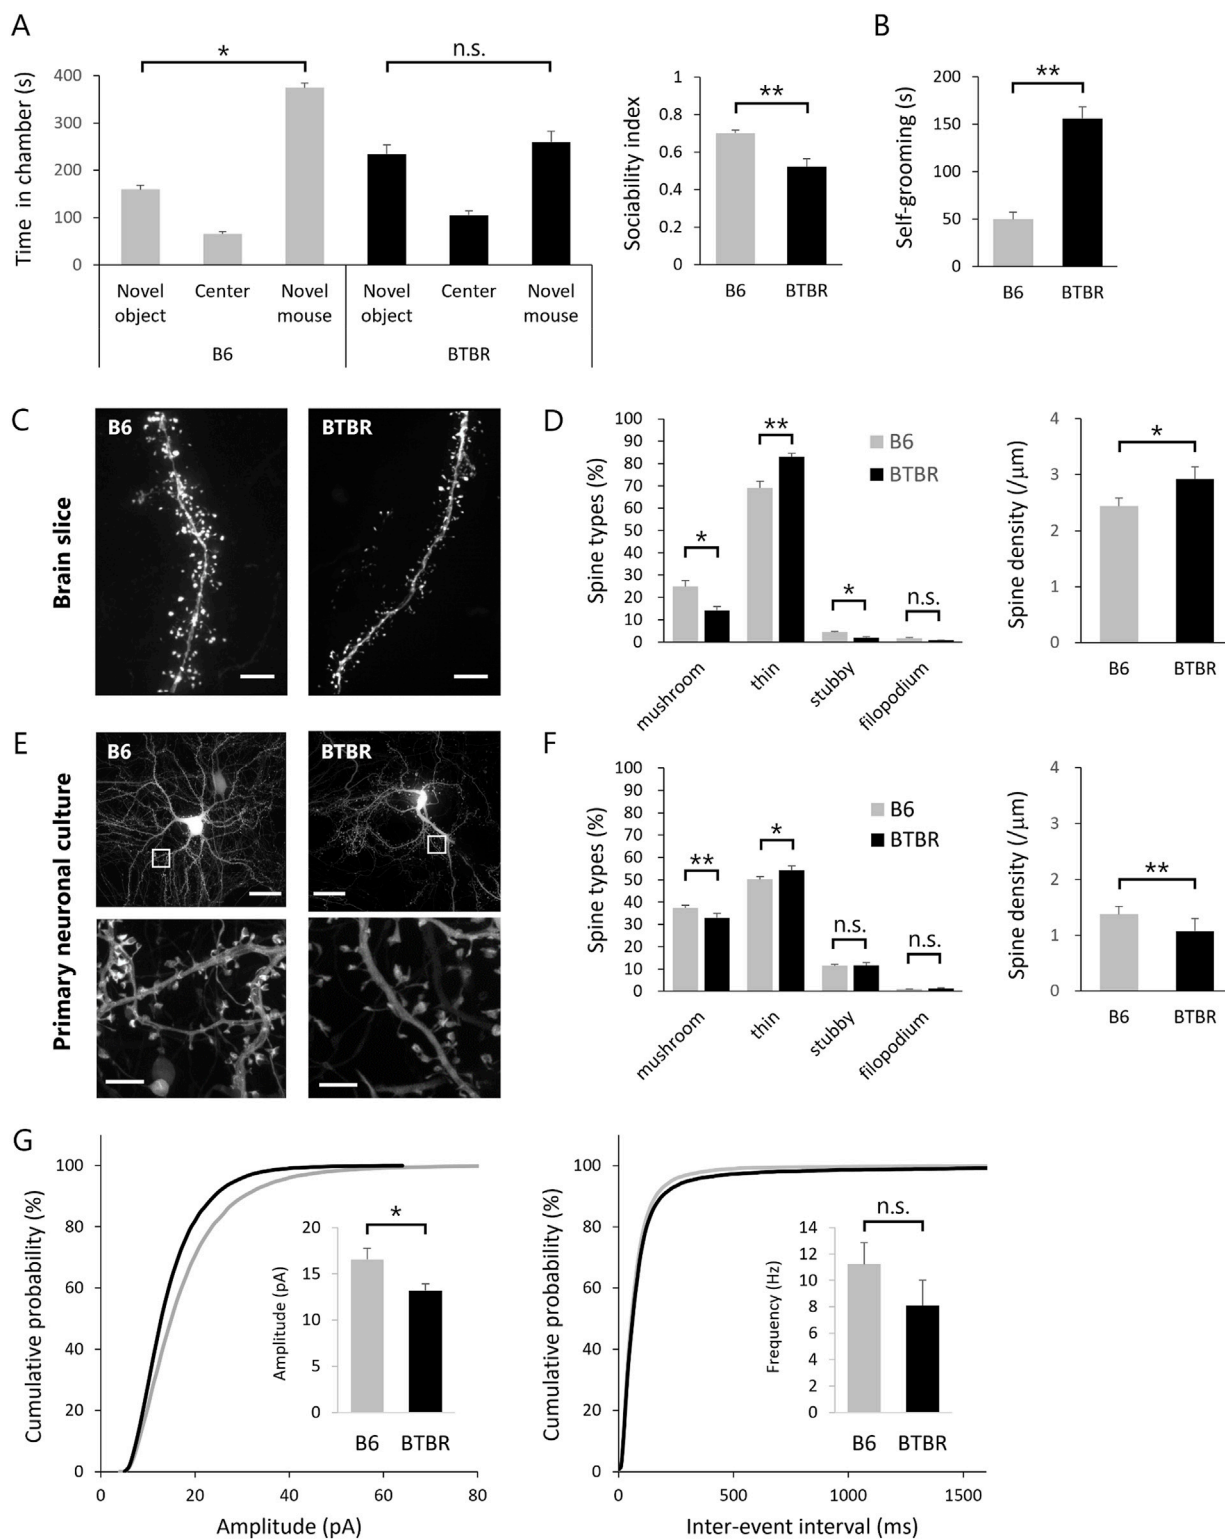 A
B
Time in chamber (s)
400
300
200
100
0
*
n.s.
Novel object
Center
Novel mouse
Novel object
Center
Novel mouse
B6
BTBR
Sociability index
1
0.8
0.6
0.4
0.2
0
**
B6
BTBR
Self-grooming (s)
200
150
100
50
0
**
B6
BTBR
C
Brain slice
B6
BTBR
D
Spine types (%)
100
90
80
70
60
50
40
30
20
10
0
*
**
*
n.s.
B6
BTBR
mushroom
thin
stubby
filopodium
Spine density (/μm)
4
3
2
1
0
*
B6
BTBR
E
Primary neuronal culture
B6
BTBR
F
Spine types (%)
100
90
80
70
60
50
40
30
20
10
0
**
*
n.s.
n.s.
B6
BTBR
mushroom
thin
stubby
filopodium
Spine density (/μm)
4
3
2
1
0
**
B6
BTBR
G
Cumulative probability (%)
100
80
60
40
20
0
0
20
40
60
80
Amplitude (pA)
Amplitude (pA)
20
15
10
5
0
*
B6
BTBR
Cumulative probability (%)
100
80
60
40
20
0
0
500
1000
1500
Inter-event interval (ms)
Frequency (Hz)
14
12
10
8
6
4
2
0
n.s.
B6
BTBR